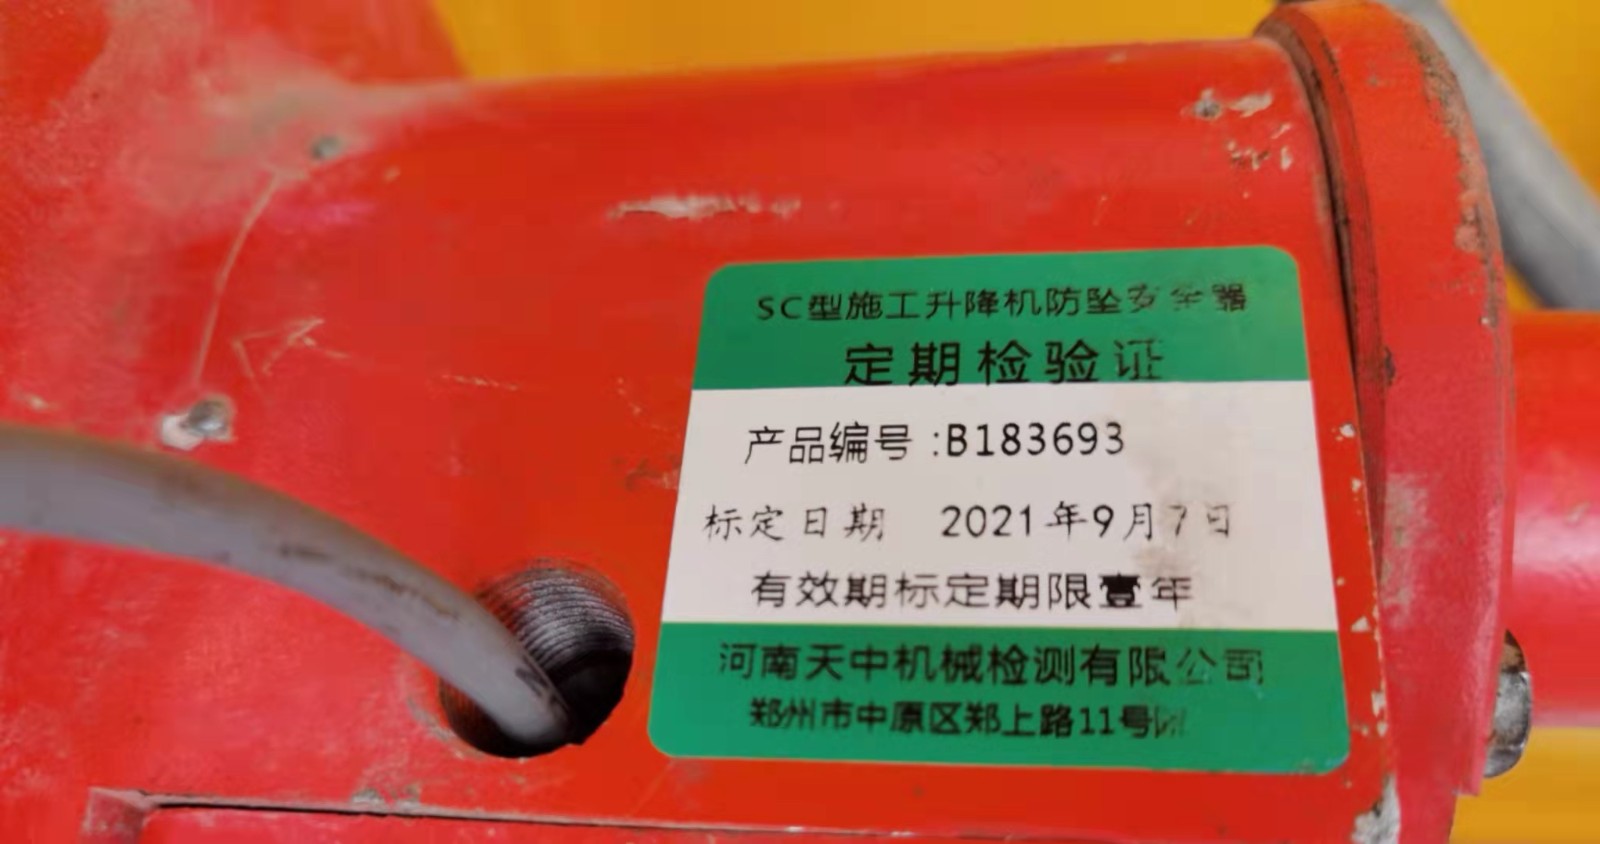 SC型施工升降机防坠安全器
定期检验证
产品编号:B183693
标定日期 2021年9月7日
有效期标定期限壹年
河南天中机械检测有限公司
郑州市中原区郑上路11号附